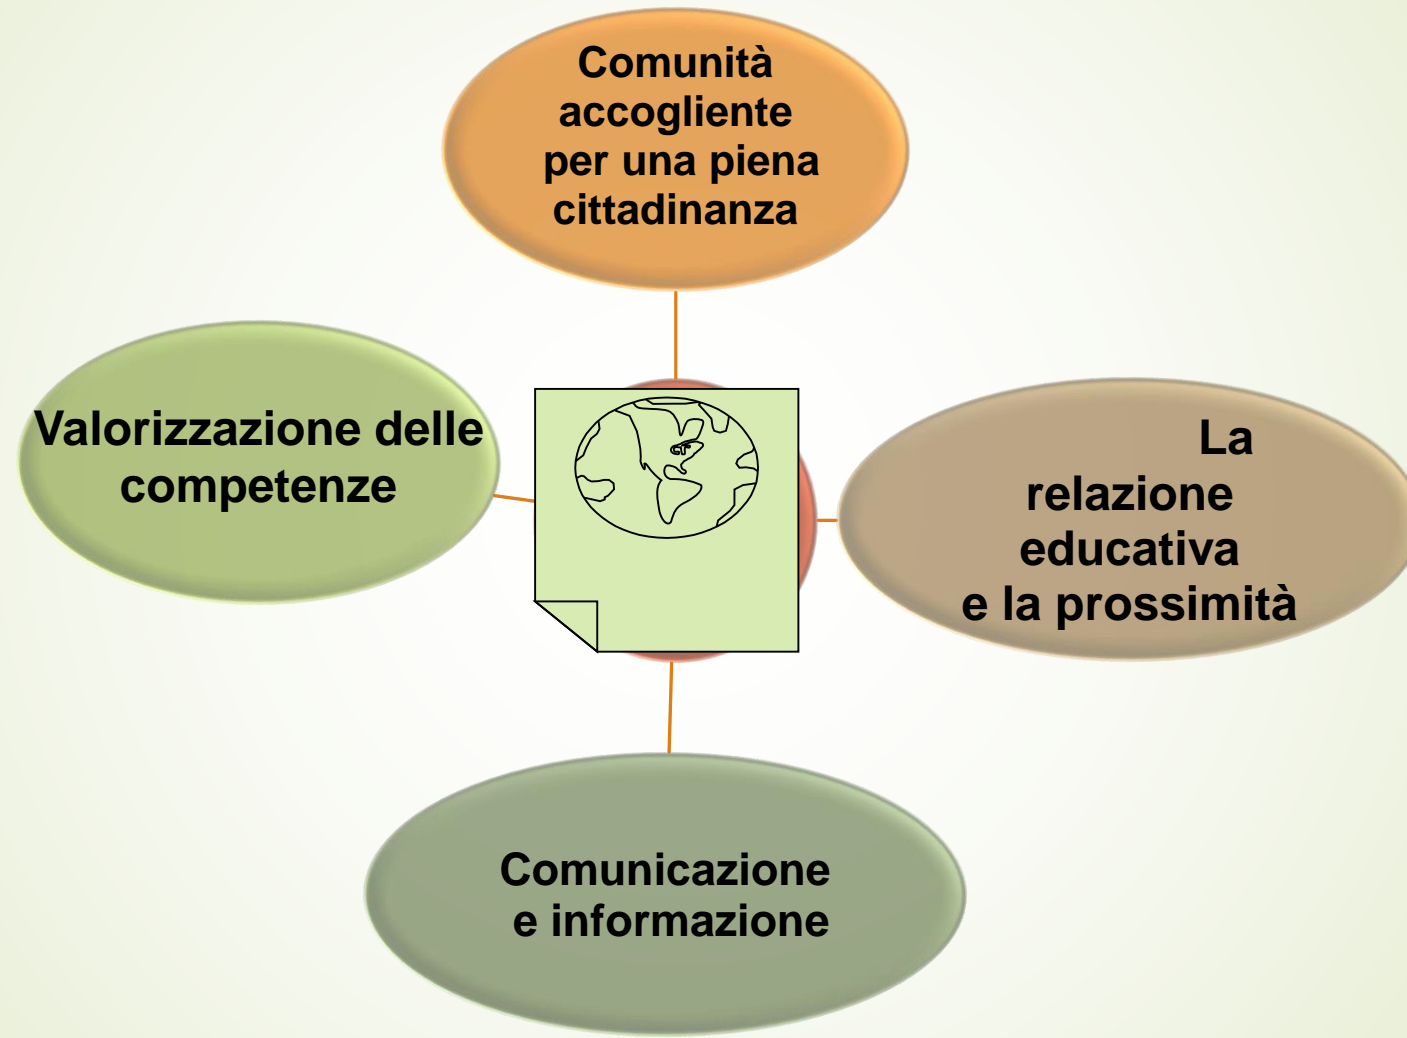 Comunità
accogliente
per una piena
cittadinanza
Valorizzazione delle
competenze
La
relazione
educativa
e la prossimità
Comunicazione
e informazione